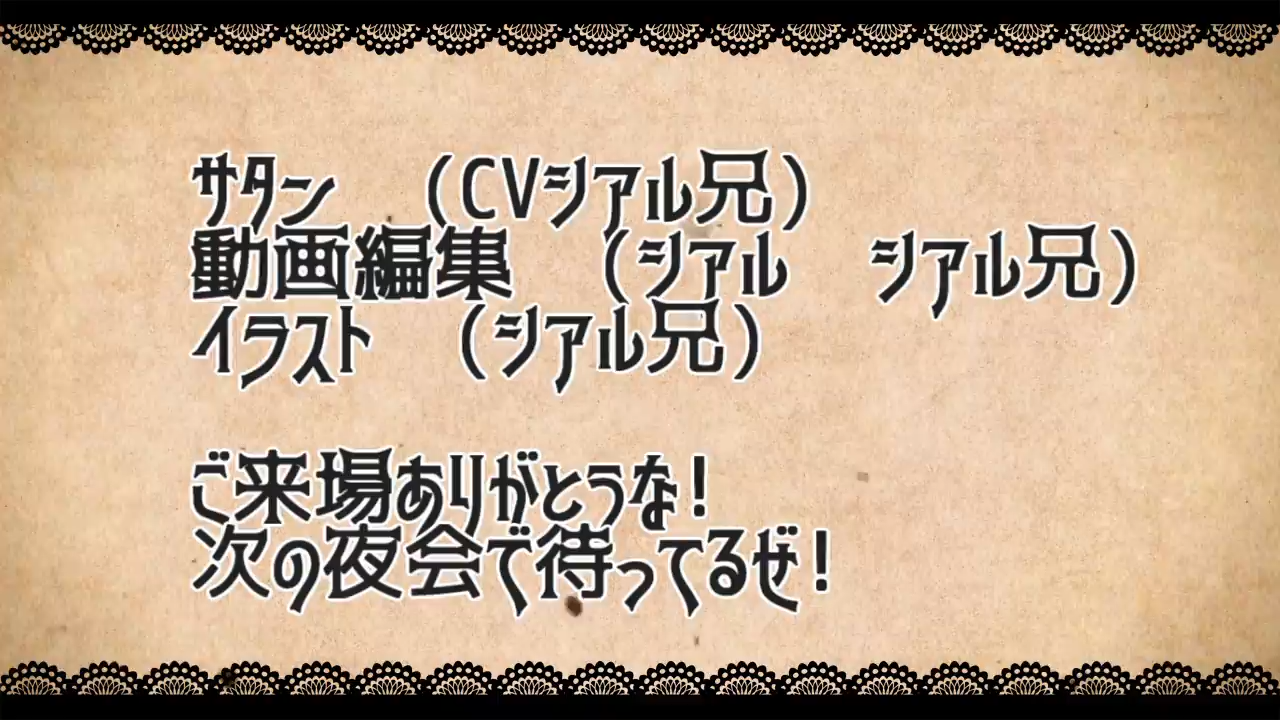 サタン　（CVシアル兄）
動画編集　（シアル　シアル兄）
イラスト　（シアル兄）
ご来場ありがとうな！
次の夜会で待ってるぜ！